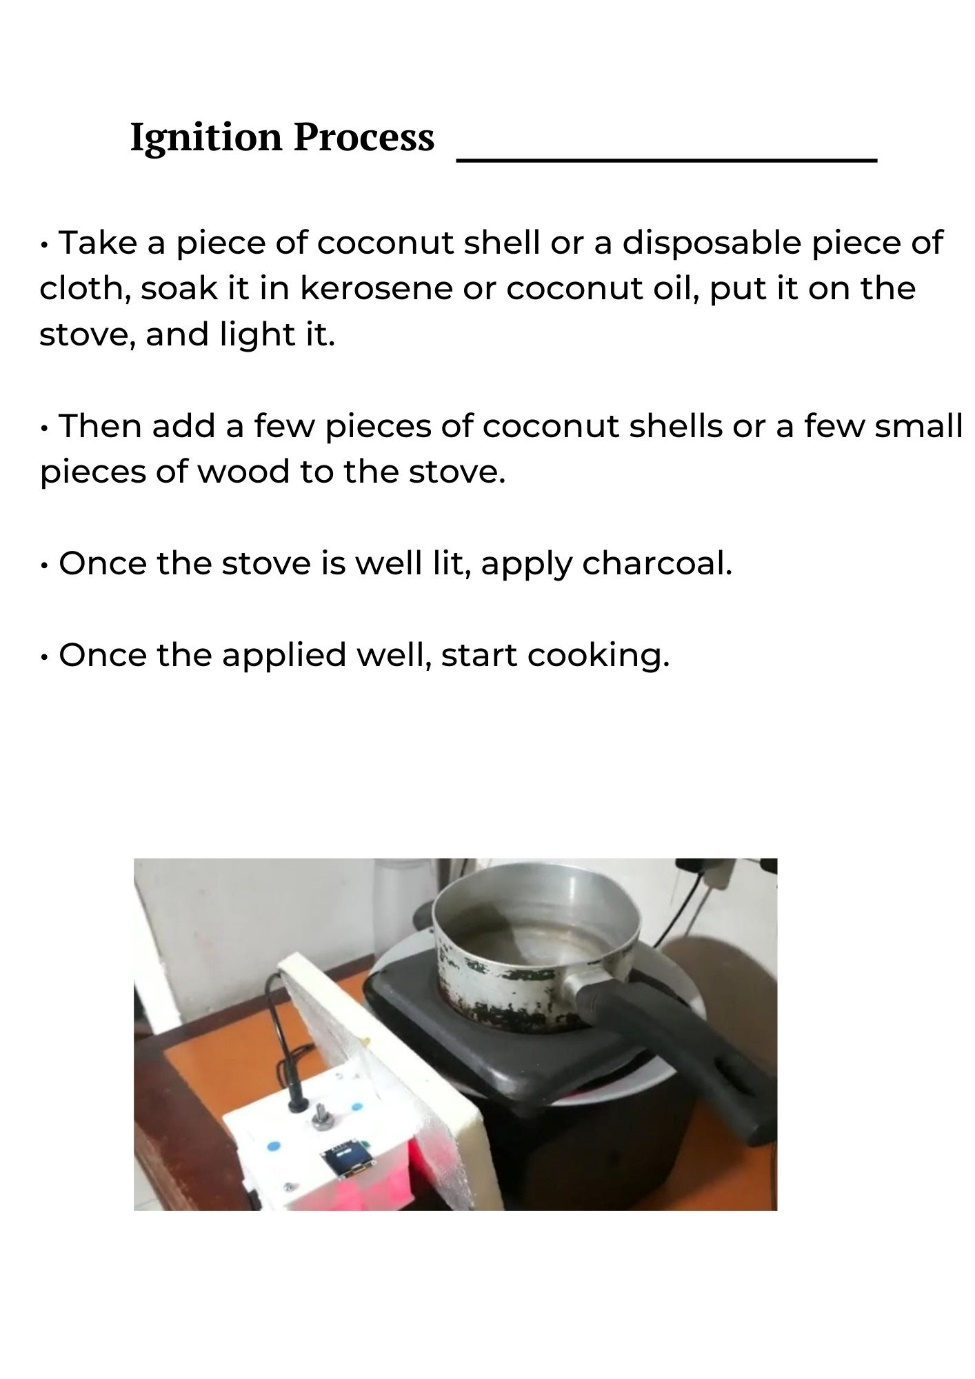 Ignition Process
• Take a piece of coconut shell or a disposable piece of
cloth, soak it in kerosene or coconut oil, put it on the
stove, and light it.
• Then add a few pieces of coconut shells or a few small
pieces of wood to the stove.
• Once the stove is well lit, apply charcoal.
• Once the applied well, start cooking.